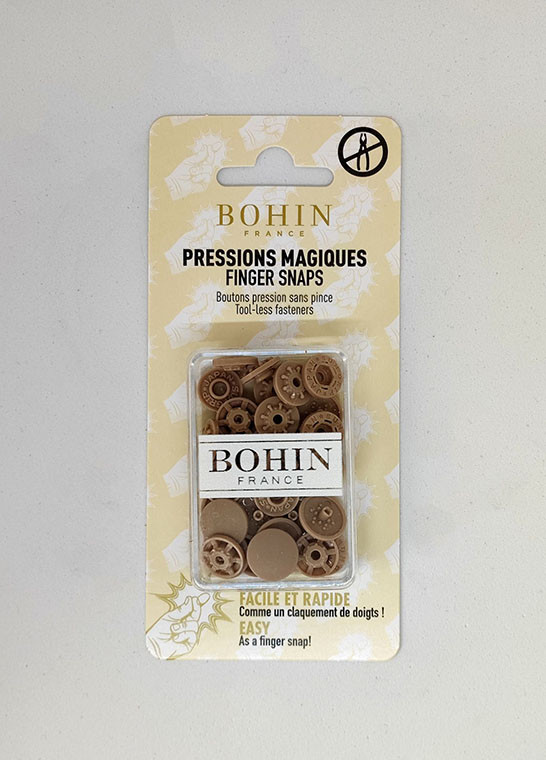 BOHIN
FRANCE
PRESSIONS MAGIQUES
FINGER SNAPS
Boutons pression sans pince
Tool-less fasteners
BOHIN
FRANCE
FACILE ET RAPIDE
Comme un claquement de doigts !
EASY
As a finger snap!